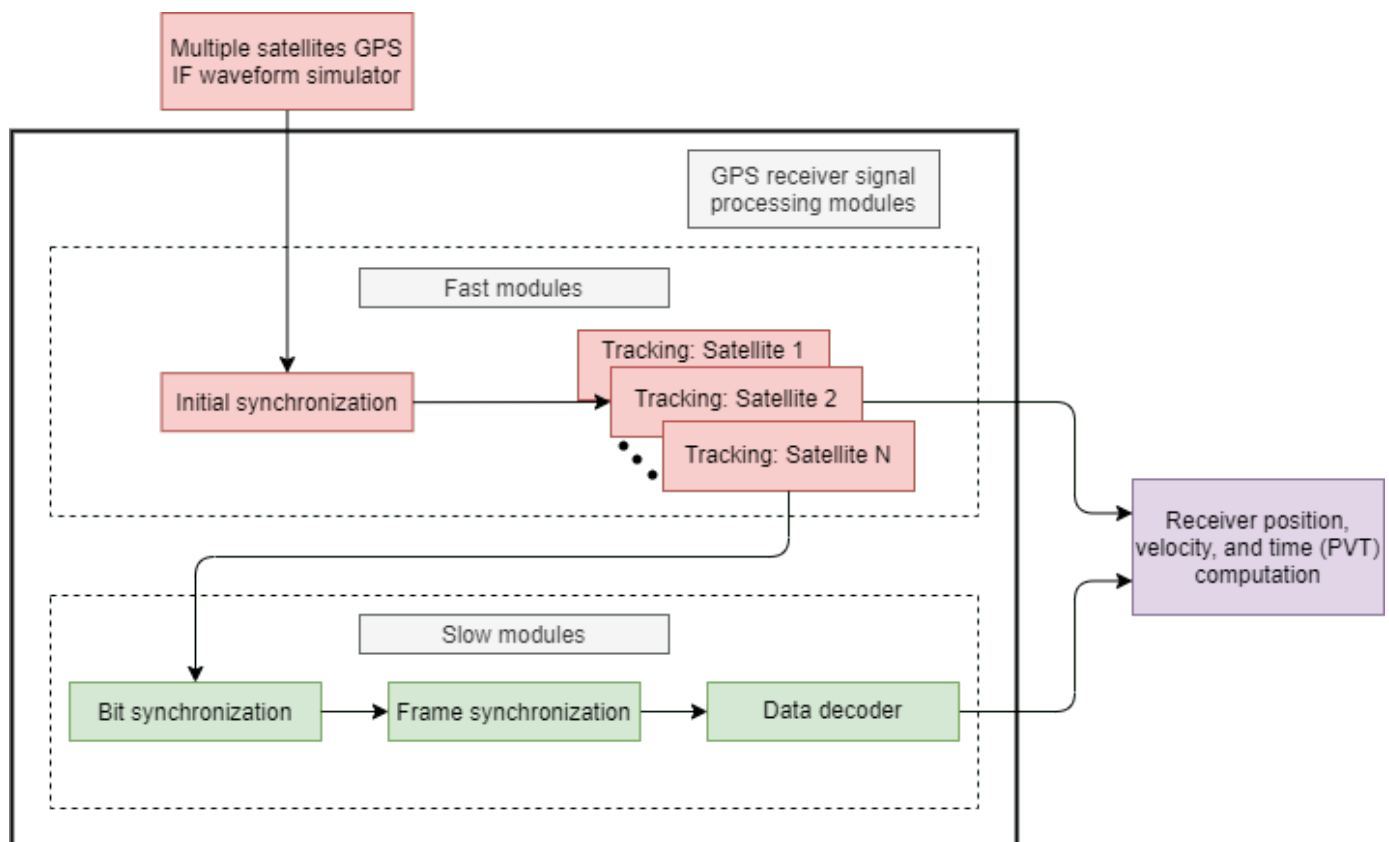 Multiple satellites GPS
IF waveform simulator
GPS receiver signal
processing modules
Fast modules
Tracking: Satellite 1
Initial synchronization
Tracking: Satellite 2
Tracking: Satellite N
Receiver position,
velocity, and time (PVT)
computation
Slow modules
Bit synchronization
Frame synchronization
Data decoder